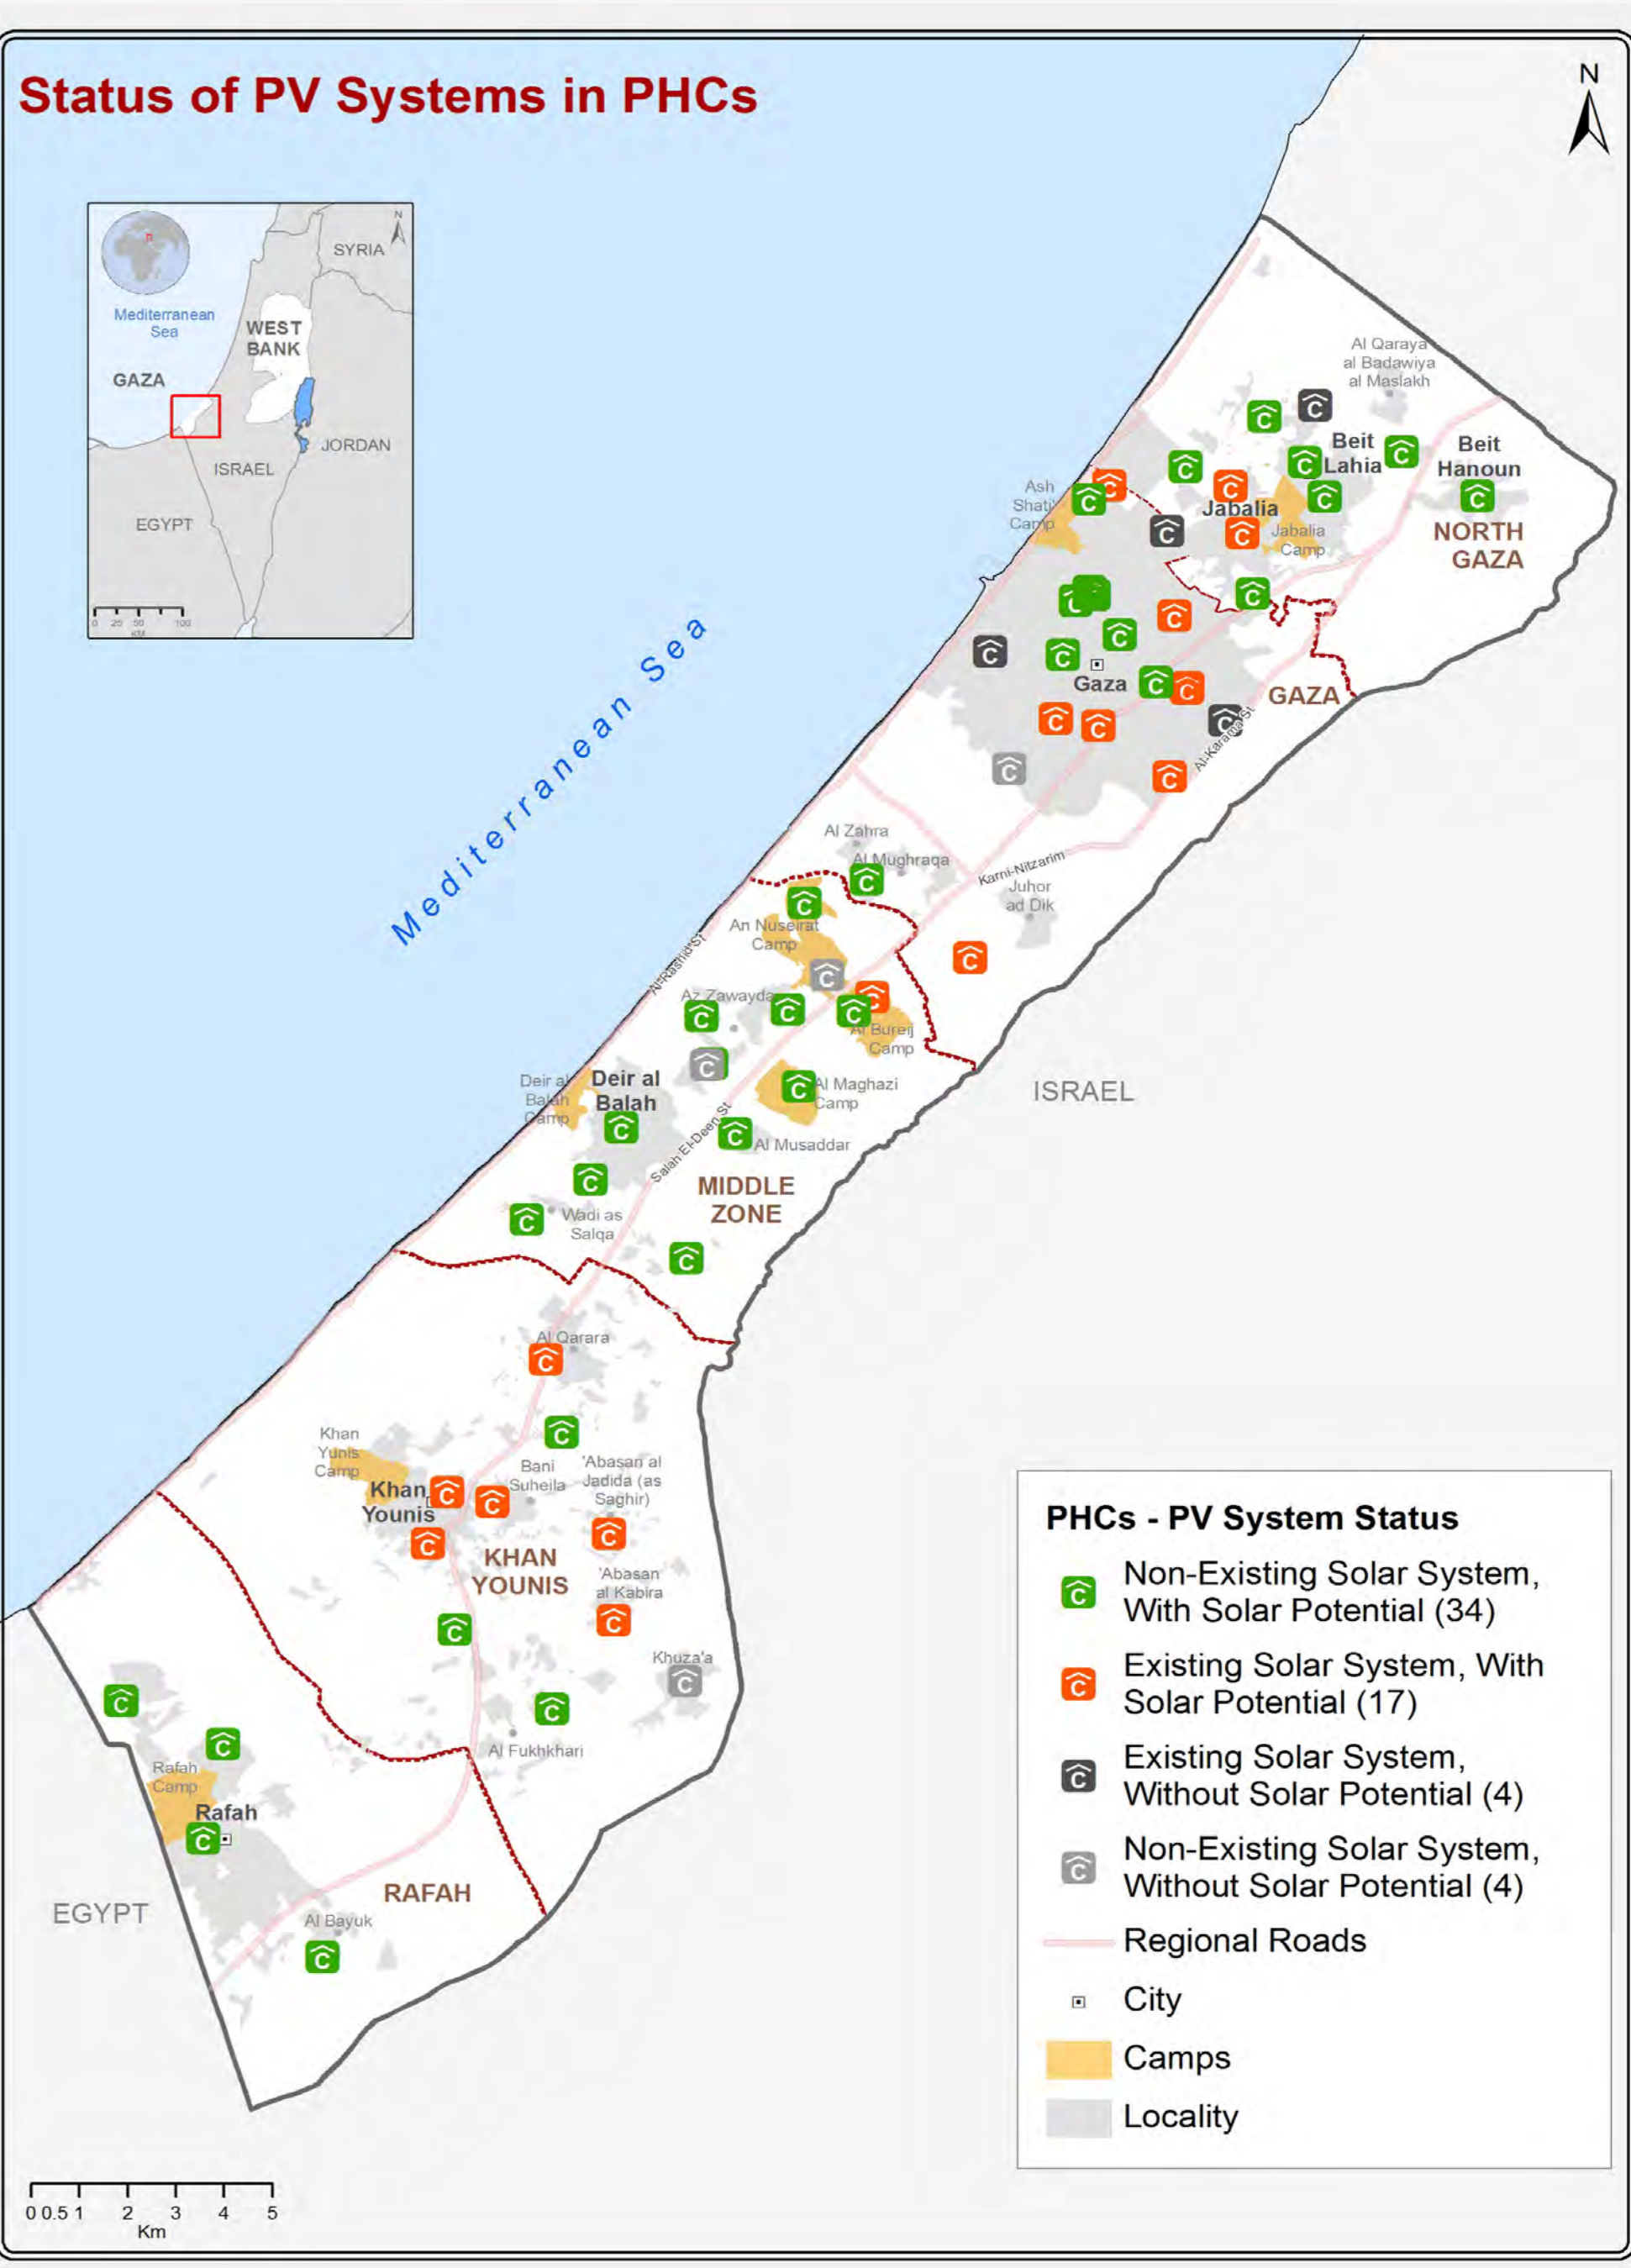 Status of PV Systems in PHCs
N
N
SYRIA
Mediterranean
Sea
WEST
BANK
GAZA
JORDAN
ISRAEL
EGYPT
0 25 50 100
KM
Mediterranean Sea
Al Qaraya
al Badawiya
al Maslakh
Beit
Lahia
Beit
Hanoun
Ash
Shati'
Camp
Jabalia
Jabalia
Camp
NORTH
GAZA
Gaza
GAZA
Al-Karama St
Al Zahra
Al Mughraqa
Karni-Nitzarim
Juhor
ad Dik
An Nuseirat
Camp
Al-Rashid St
Az Zawayda
Al Bureij
Camp
Deir al
Balah
Camp
Deir al
Balah
Al Maghazi
Camp
Salah El-Deen St
Al Musaddar
ISRAEL
MIDDLE
ZONE
Wadi as
Salqa
Al Qarara
Khan
Yunis
Camp
Bani
Suheila
'Abasan al
Jadida (as
Saghir)
Khan
Younis
KHAN
YOUNIS
'Abasan
al Kabira
Khuza'a
Al Fukhkhari
Rafah
Camp
Rafah
RAFAH
EGYPT
Al Bayuk
PHCs - PV System Status
C Non-Existing Solar System,
With Solar Potential (34)
C Existing Solar System, With
Solar Potential (17)
C Existing Solar System,
Without Solar Potential (4)
C Non-Existing Solar System,
Without Solar Potential (4)
Regional Roads
City
Camps
Locality
0 0.5 1 2 3 4 5
Km